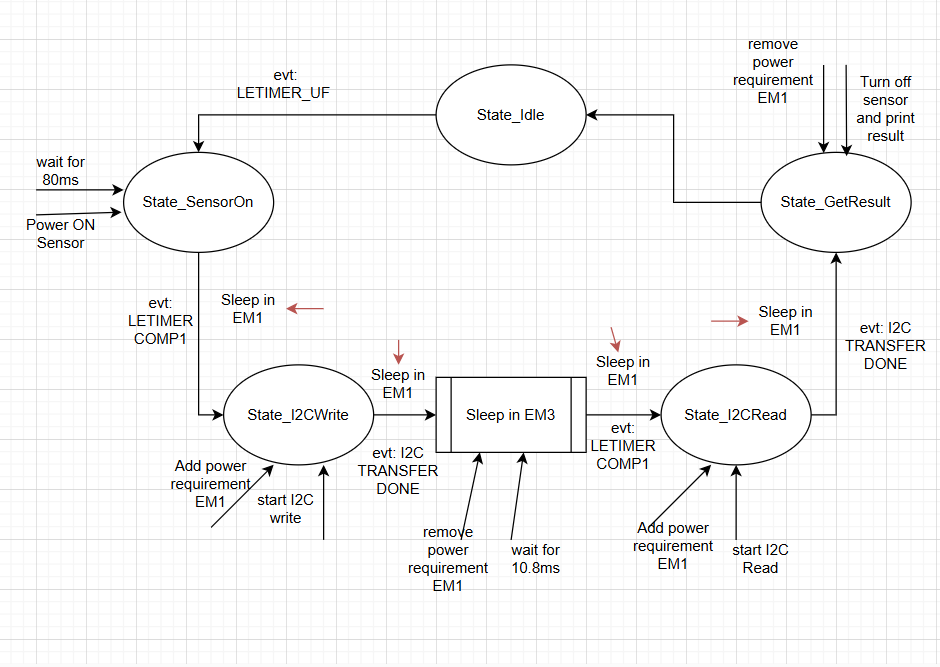 remove
power
requirement
EM1
Turn off
sensor
and print
result
evt:
LETIMER_UF
State_Idle
wait for
80ms
State_SensorOn
State_GetResult
Power ON
Sensor
evt:
LETIMER
COMP1
Sleep in
EM1
Sleep in
EM1
evt: I2C
TRANSFER
DONE
Sleep in
EM1
Sleep in
EM1
State_I2CWrite
Sleep in EM3
State_I2CRead
evt: I2C
TRANSFER
DONE
evt:
LETIMER
COMP1
Add power
requirement
EM1
start I2C
write
remove
power
requirement
EM1
wait for
10.8ms
Add power
requirement
EM1
start I2C
Read